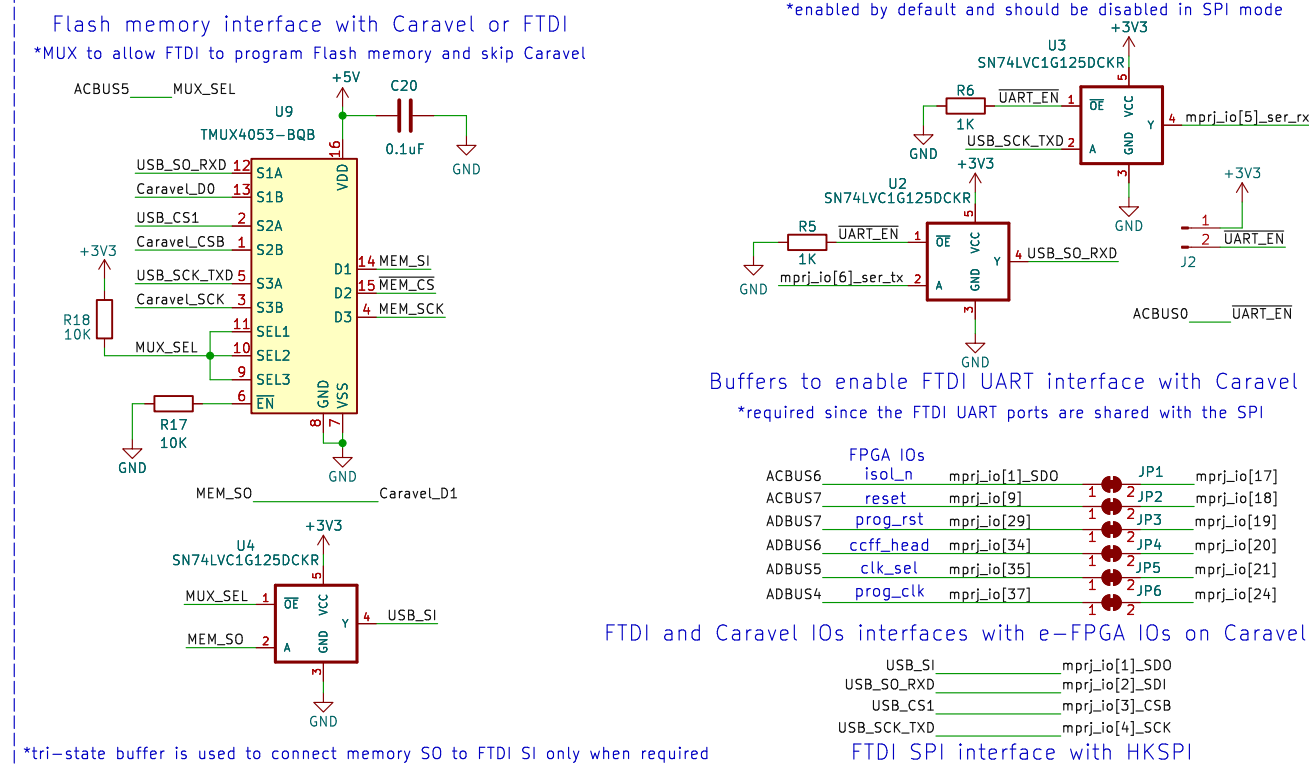 Flash memory interface with Caravel or FTDI
*MUX to allow FTDI to program Flash memory and skip Caravel
ACBUS5 MUX_SEL
+5V
C20
0.1uF
GND
U9
TMUX4053-BQB
16
VDD
USB_SO_RXD 12 S1A
Caravel_D0 13 S1B
USB_CS1 2 S2A
Caravel_CSB 1 S2B
USB_SCK_TXD 5 S3A
Caravel_SCK 3 S3B
11 SEL1
MUX_SEL 10 SEL2
9 SEL3
6 EN
D1 14 MEM_SI
D2 15 MEM_CS
D3 4 MEM_SCK
GND
VSS
8
7
GND
+3V3
R18
10K
R17
10K
GND
MEM_SO Caravel_D1
+3V3
U4
SN74LVC1G125DCKR
5
MUX_SEL 1 OE
VCC
Y 4 USB_SI
MEM_SO 2 A
GND
3
GND
*tri-state buffer is used to connect memory SO to FTDI SI only when required
*enabled by default and should be disabled in SPI mode
+3V3
U3
SN74LVC1G125DCKR
5
R6
1K
GND
UART_EN 1 OE
VCC
Y 4 mprj_io[5]_ser_rx
USB_SCK_TXD 2 A
GND
3
GND
+3V3
U2
SN74LVC1G125DCKR
5
R5
1K
GND
UART_EN 1 OE
VCC
Y 4 USB_SO_RXD
mprj_io[6]_ser_tx 2 A
GND
3
GND
+3V3
1
2 UART_EN
J2
ACBUS0 UART_EN
Buffers to enable FTDI UART interface with Caravel
*required since the FTDI UART ports are shared with the SPI
FPGA IOs
ACBUS6 isol_n mprj_io[1]_SDO 1 2 JP1 mprj_io[17]
ACBUS7 reset mprj_io[9] 1 2 JP2 mprj_io[18]
ADBUS7 prog_rst mprj_io[29] 1 2 JP3 mprj_io[19]
ADBUS6 ccff_head mprj_io[34] 1 2 JP4 mprj_io[20]
ADBUS5 clk_sel mprj_io[35] 1 2 JP5 mprj_io[21]
ADBUS4 prog_clk mprj_io[37] 1 2 JP6 mprj_io[24]
FTDI and Caravel IOs interfaces with e-FPGA IOs on Caravel
USB_SI mprj_io[1]_SDO
USB_SO_RXD mprj_io[2]_SDI
USB_CS1 mprj_io[3]_CSB
USB_SCK_TXD mprj_io[4]_SCK
FTDI SPI interface with HKSPI